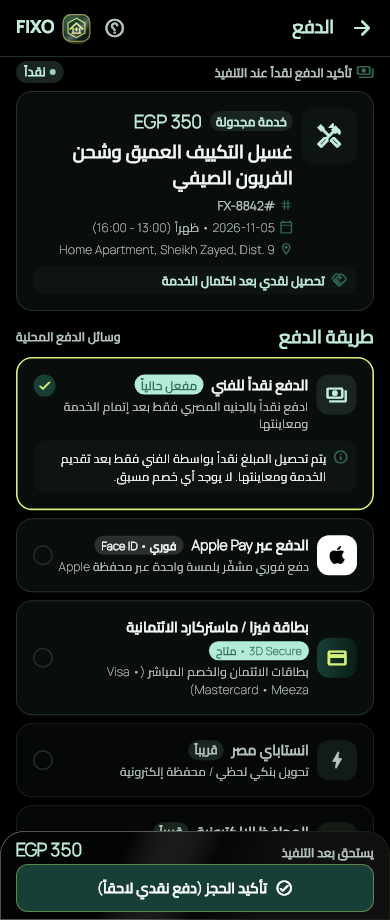 الدفع
FIXO
تأكيد الدفع نقداً عند التنفيذ
نقداً
خدمة مجدولة EGP 350
غسيل التكييف العميق وشحن
الفريون الصيفي
FX-8842#
2026-11-05 • ظهراً (13:00 - 16:00)
Home Apartment, Sheikh Zayed, Dist. 9
تحصيل نقدي بعد اكتمال الخدمة
طريقة الدفع
وسائل الدفع المحلية
الدفع نقداً للفني مفعل حالياً
ادفع نقداً بالجنيه المصري فقط بعد إتمام الخدمة
ومعاينتها
يتم تحصيل المبلغ نقداً بواسطة الفني فقط بعد تقديم
الخدمة ومعاينتها. لا يوجد أي خصم مسبق.
الدفع عبر Apple Pay فوري • Face ID
دفع فوري مشفّر بلمسة واحدة عبر محفظة Apple
بطاقة فيزا / ماستركارد الائتمانية
3D Secure • متاح
بطاقات الائتمان والخصم المباشر (Visa •
Mastercard • Meeza)
انستاباي مصر قريباً
تحويل بنكي لحظي / محفظة إلكترونية
المحافظ الإلكترونية قريباً
يستحق بعد التنفيذ
EGP 350
تأكيد الحجز (دفع نقدي لاحقاً)